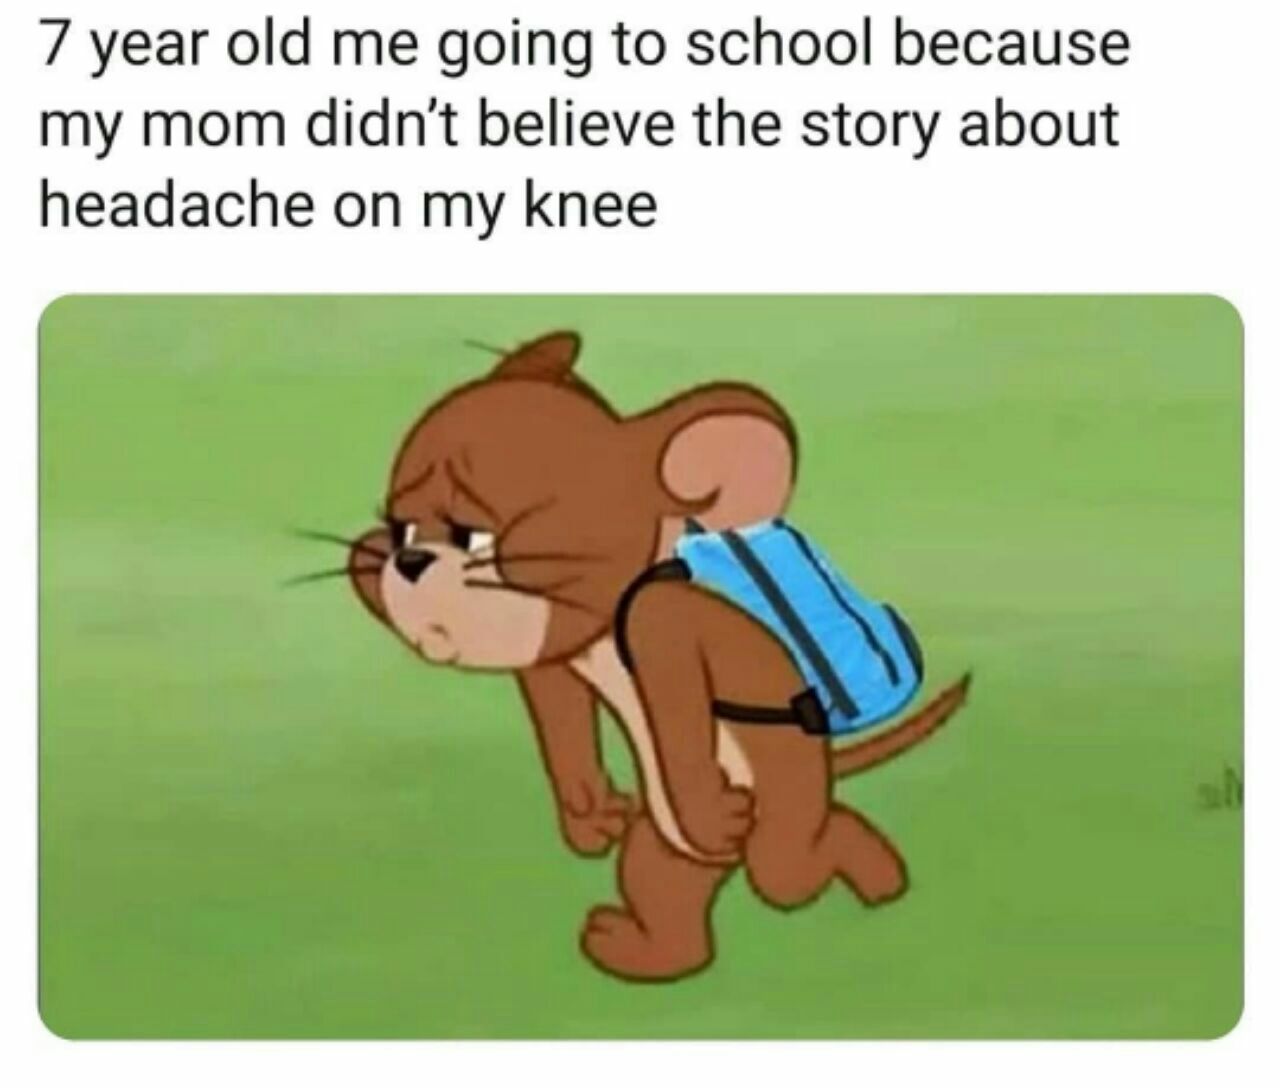 7 year old me going to school because
my mom didn't believe the story about
headache on my knee